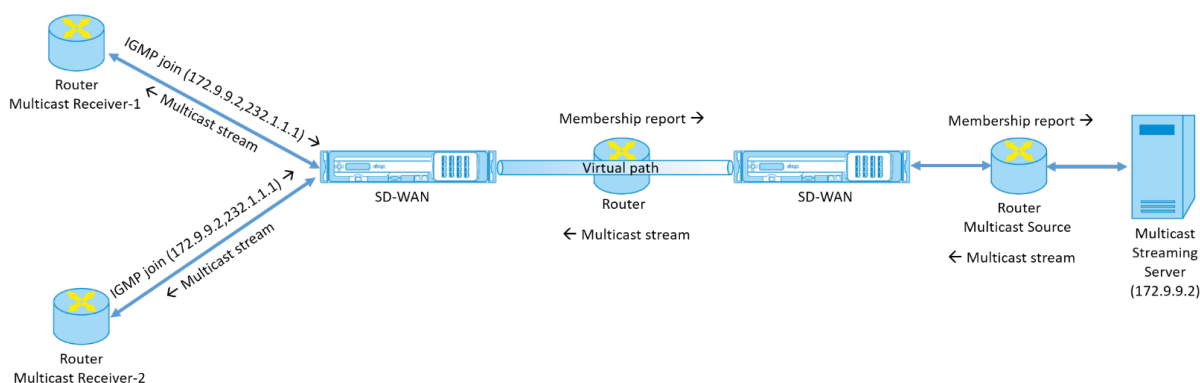 IGMP join (172.9.9.2,232.1.1.1) →
← Multicast stream
Router
Multicast Receiver-1
IGMP join (172.9.9.2,232.1.1.1) →
← Multicast stream
Router
Multicast Receiver-2
SD-WAN
Membership report →
Virtual path
Router
← Multicast stream
SD-WAN
Membership report →
Router
Multicast Source
← Multicast stream
Multicast
Streaming
Server
(172.9.9.2)